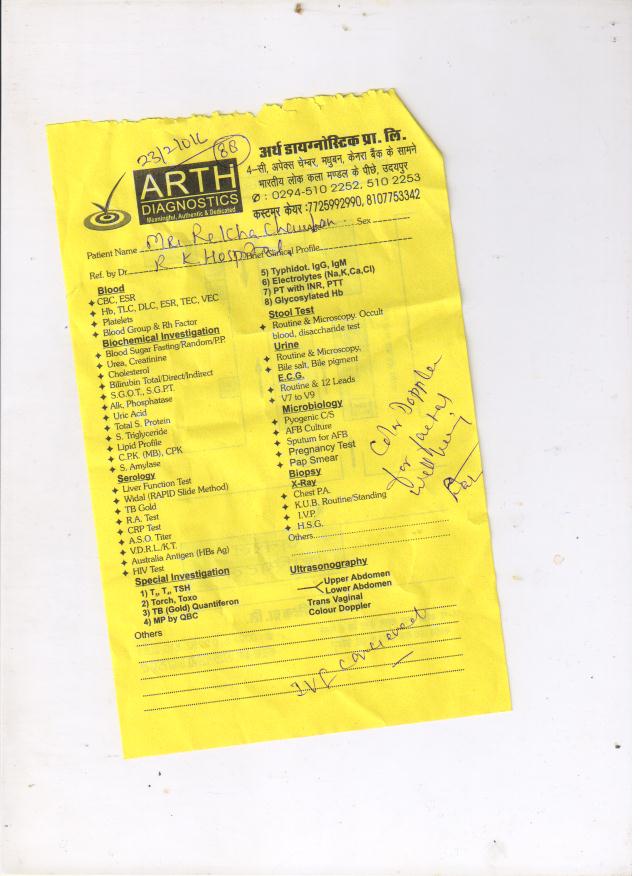 23/2/016
88
अर्थ डायग्नोस्टिक प्रा. लि.
4–सी, अपेक्स चेम्बर, मधुबन, केनरा बैंक के सामने
भारतीय लोक कला मण्डल के पीछे, उदयपुर
: 0294-510 2252, 510 2253
कस्टमर केयर :7725992990, 8107753342
ARTH
DIAGNOSTICS
Meaningful, Authentic & Dedicated
Patient Name Mrs. Rekha Chauhan Sex
Ref. by Dr. R K. Hospital Brief Clinical Profile
Blood
CBC, ESR
Hb, TLC, DLC, ESR, TEC, VEC
Platelets
Blood Group & Rh Factor
Biochemical Investigation
Blood Sugar Fasting/Random/P.P.
Urea, Creatinine
Cholesterol
Bilirubin Total/Direct/Indirect
S.G.O.T., S.G.PT.
Alk. Phosphatase
Uric Acid
Total S. Protein
S. Triglyceride
Lipid Profile
C.P.K. (MB), CPK
S. Amylase
Serology
Liver Function Test
Widal (RAPID Slide Method)
TB Gold
R.A. Test
CRP Test
A.S.O. Titer
V.D.R.L./K.T.
Australia Antigen (HBs Ag)
HIV Test
Special Investigation
1) T₃, T₄, TSH
2) Torch, Toxo
3) TB (Gold) Quantiferon
4) MP by QBC
5) Typhidot. IgG, IgM
6) Electrolytes (Na,K,Ca,Cl)
7) PT with INR, PTT
8) Glycosylated Hb
Stool Test
Routine & Microscopy. Occult
blood, disaccharide test
Urine
Routine & Microscopy,
Bile salt, Bile pigment
E.C.G.
Routine & 12 Leads
V7 to V9
Microbiology
Pyogenic C/S
AFB Culture
Sputum for AFB
Pregnancy Test
Pap Smear
Biopsy
X-Ray
Chest P.A.
K.U.B. Routine/Standing
I.V.P.
H.S.G.
Others
Ultrasonography
Upper Abdomen
Lower Abdomen
Trans Vaginal
Colour Doppler
Color Doppler
for faetal
well being
Others
IVF conceived